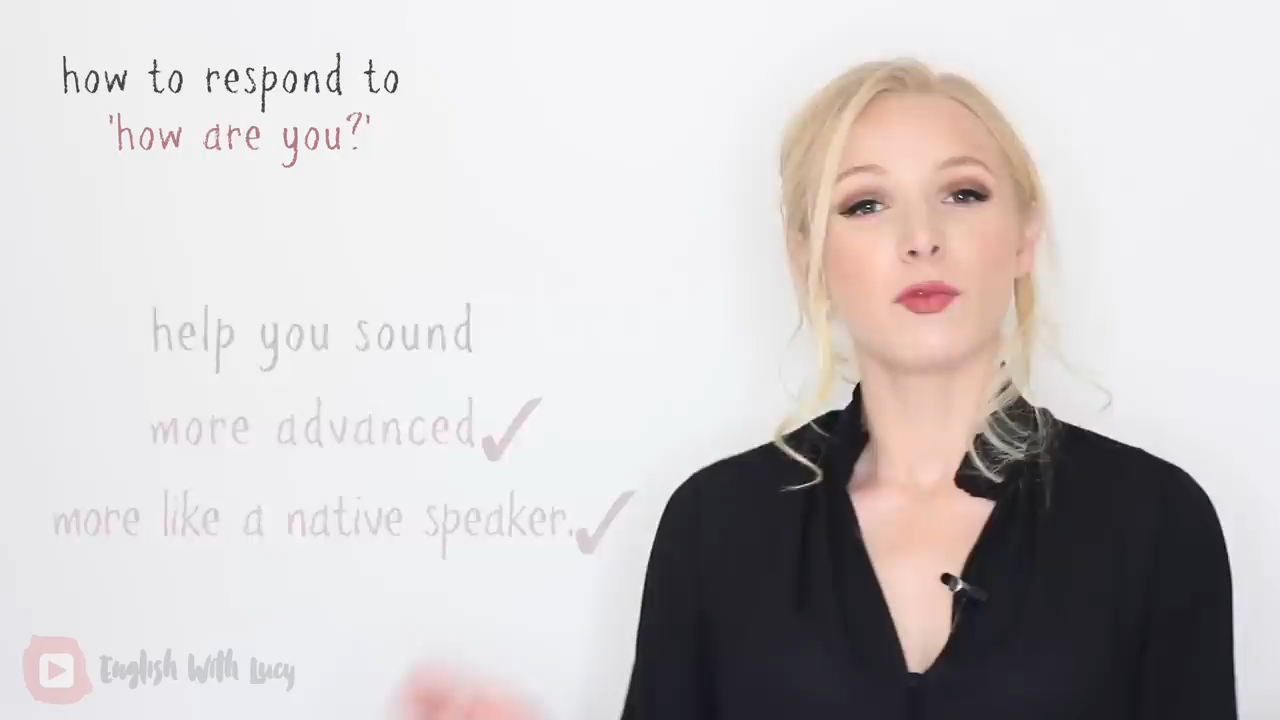 how to respond to
'how are you?'
help you sound
more advanced
more like a native speaker.
English With Lucy